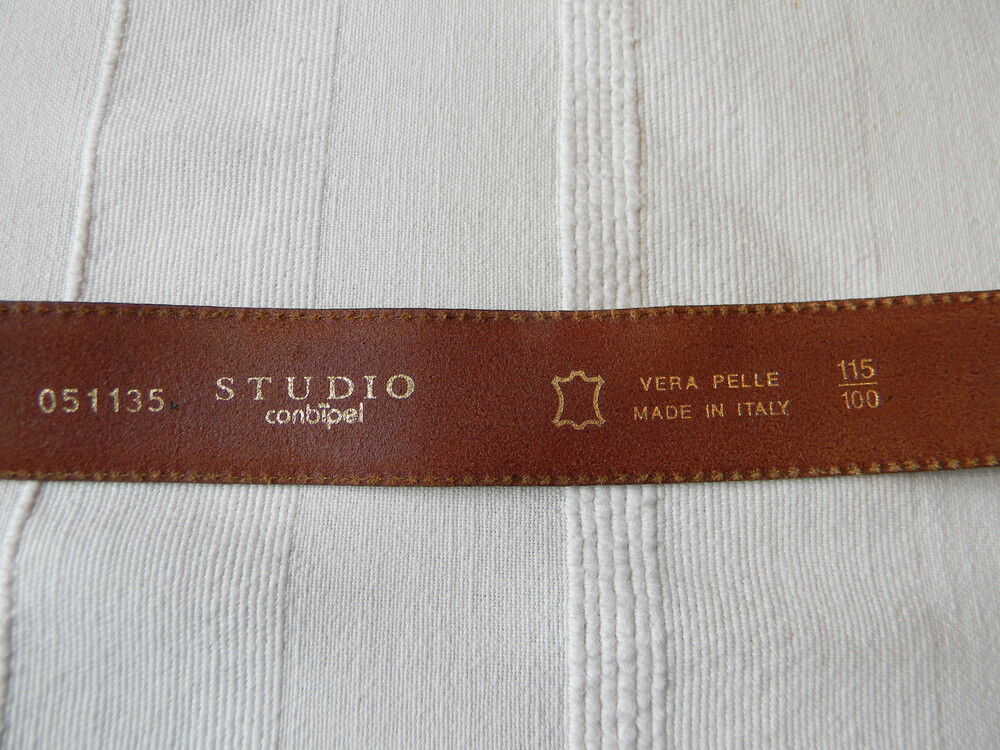 051135
STUDIO
conbipel
VERA PELLE
MADE IN ITALY
115
100